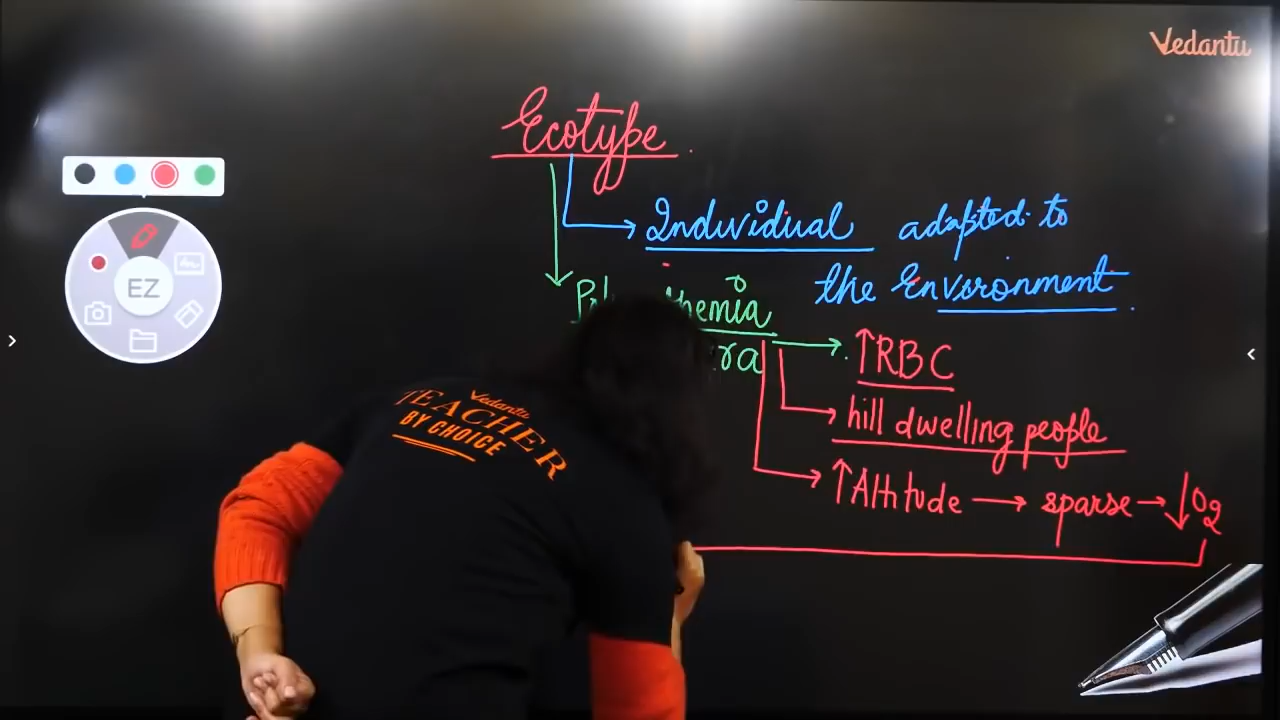 Vedantu
Ecotype
Individual adapted to
the Environment
↑RBC
hill dwelling people
↑Altitude → sparse → ↓O2
Vedantu
TEACHER
BY CHOICE
EZ